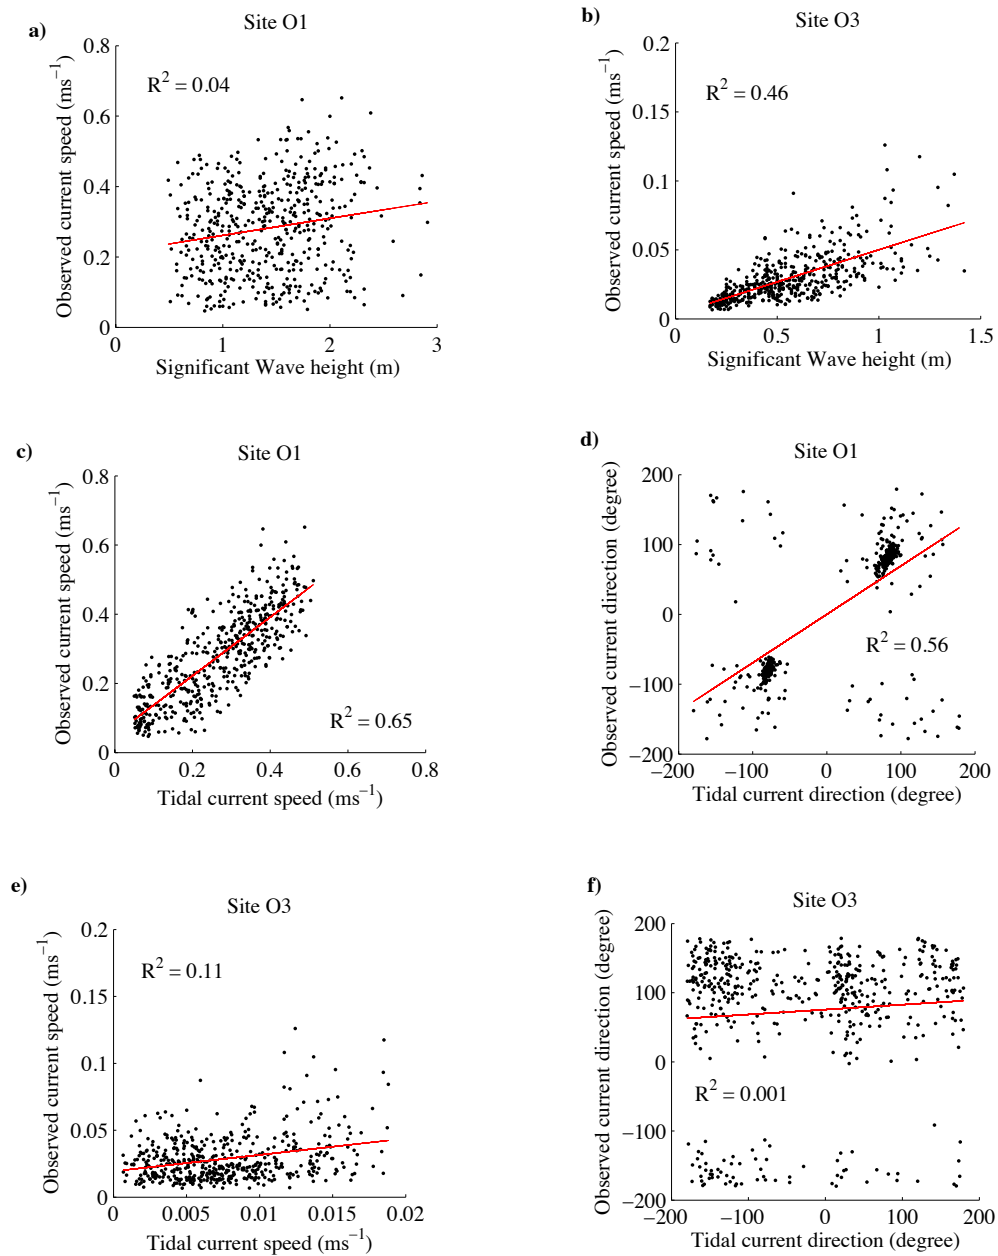 a)
Site O1
Observed current speed (ms⁻¹)
0.8
0.6
0.4
0.2
0
R² = 0.04
0 1 2 3
Significant Wave height (m)
b)
Site O3
Observed current speed (ms⁻¹)
0.2
0.15
0.1
0.05
0
R² = 0.46
0 0.5 1 1.5
Significant Wave height (m)
c)
Site O1
Observed current speed (ms⁻¹)
0.8
0.6
0.4
0.2
0
R² = 0.65
0 0.2 0.4 0.6 0.8
Tidal current speed (ms⁻¹)
d)
Site O1
Observed current direction (degree)
200
100
0
−100
−200
R² = 0.56
−200 −100 0 100 200
Tidal current direction (degree)
e)
Site O3
Observed current speed (ms⁻¹)
0.2
0.15
0.1
0.05
0
R² = 0.11
0 0.005 0.01 0.015 0.02
Tidal current speed (ms⁻¹)
f)
Site O3
Observed current direction (degree)
200
100
0
−100
−200
R² = 0.001
−200 −100 0 100 200
Tidal current direction (degree)